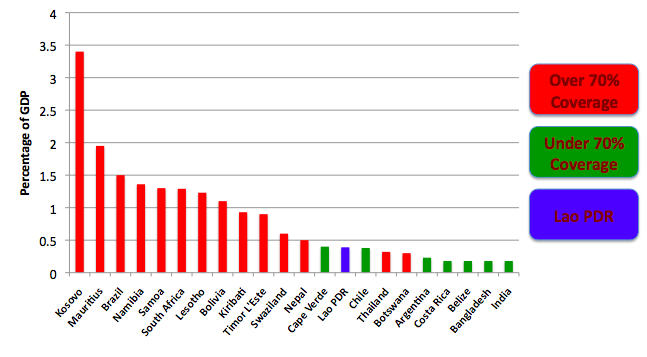 4
3.5
3
2.5
2
1.5
1
0.5
0
Percentage of GDP
Kosovo
Mauritius
Brazil
Namibia
Samoa
South Africa
Lesotho
Bolivia
Kiribati
Timor L'Este
Swaziland
Nepal
Cape Verde
Lao PDR
Chile
Thailand
Botswana
Argentina
Costa Rica
Belize
Bangladesh
India
Over 70%
Coverage
Under 70%
Coverage
Lao PDR